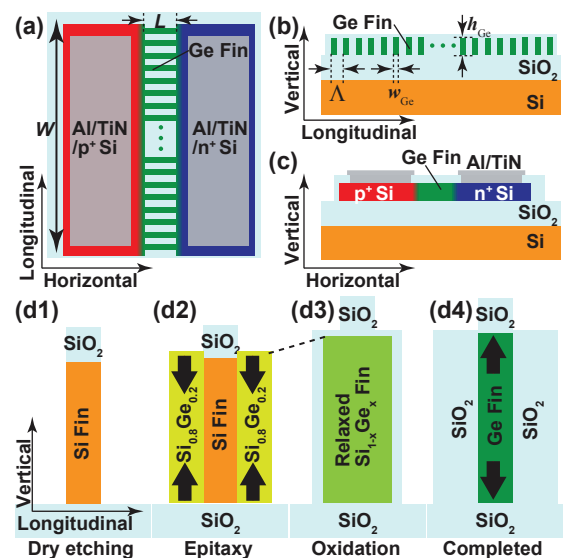 (a)
L
Ge Fin
W
Al/TiN
/p⁺ Si
Al/TiN
/n⁺ Si
Longitudinal
Horizontal
(b)
Ge Fin
h_Ge
Vertical
SiO₂
Λ
w_Ge
Si
Longitudinal
(c)
Ge Fin
Al/TiN
Vertical
p⁺ Si
n⁺ Si
SiO₂
Si
Horizontal
(d1)
SiO₂
Si Fin
Vertical
Longitudinal
Dry etching
(d2)
SiO₂
Si₀.₈Ge₀.₂
Si Fin
Si₀.₈Ge₀.₂
SiO₂
Epitaxy
(d3)
SiO₂
Relaxed
Si₁₋ₓGeₓ Fin
Oxidation
(d4)
SiO₂
SiO₂
Ge Fin
SiO₂
SiO₂
Completed